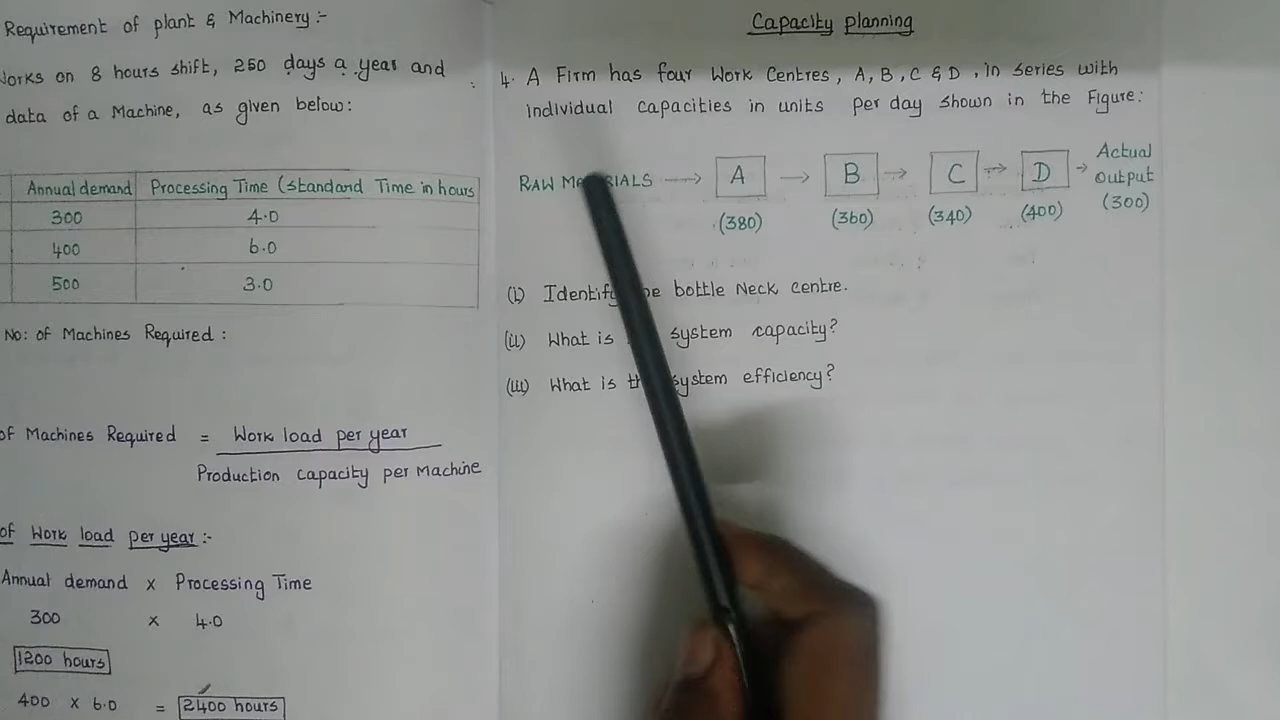 Requirement of plant & Machinery :-
Works on 8 hours shift, 250 days a year and
data of a Machine, as given below:
Annual demand Processing Time (standand Time in hours
300 4.0
400 6.0
500 3.0
No: of Machines Required :
of Machines Required = Work load per year
Production capacity per Machine
of Work load per year :-
Annual demand x Processing Time
300 x 4.0
1200 hours
400 x 6.0 = 2400 hours
Capacity planning
4. A Firm has four Work Centres, A, B, C & D, in series with
individual capacities in units per day shown in the Figure:
RAW MATERIALS → A → B → C → D → Actual output (300)
(380) (360) (340) (400)
(i) Identify the bottle Neck centre.
(ii) What is system capacity?
(iii) What is the system efficiency?